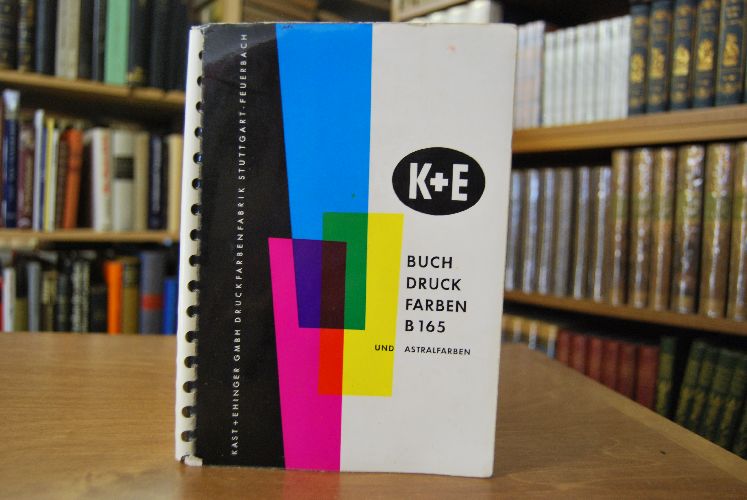 KAST+EHINGER GMBH DRUCKFARBENFABRIK STUTTGART-FEUERBACH
K+E
BUCH
DRUCK
FARBEN
B 165
UND ASTRALFARBEN